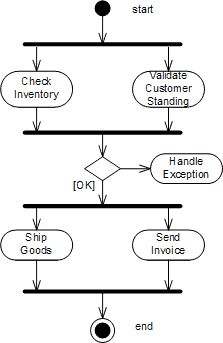 start
Check
Inventory
Validate
Customer
Standing
Handle
Exception
[OK]
Ship
Goods
Send
Invoice
end